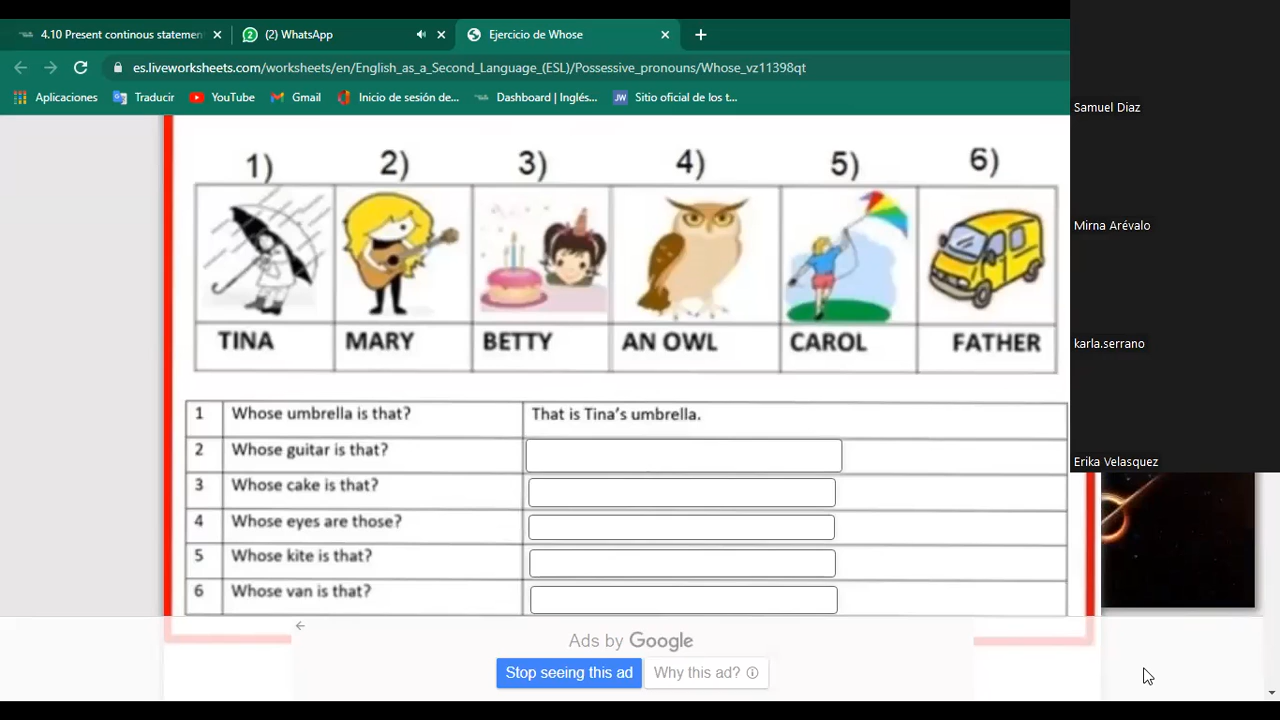 4.10 Present continous statemen
(2) WhatsApp
Ejercicio de Whose
es.liveworksheets.com/worksheets/en/English_as_a_Second_Language_(ESL)/Possessive_pronouns/Whose_vz11398qt
Aplicaciones
Traducir
YouTube
Gmail
Inicio de sesión de...
Dashboard | Inglés,...
JW
Sitio oficial de los t...
Samuel Diaz
Mirna Arévalo
karla.serrano
Erika Velasquez
1) 2) 3) 4) 5) 6)
TINA MARY BETTY AN OWL CAROL FATHER
1 Whose umbrella is that? That is Tina's umbrella.
2 Whose guitar is that?
3 Whose cake is that?
4 Whose eyes are those?
5 Whose kite is that?
6 Whose van is that?
Ads by Google
Stop seeing this ad
Why this ad?